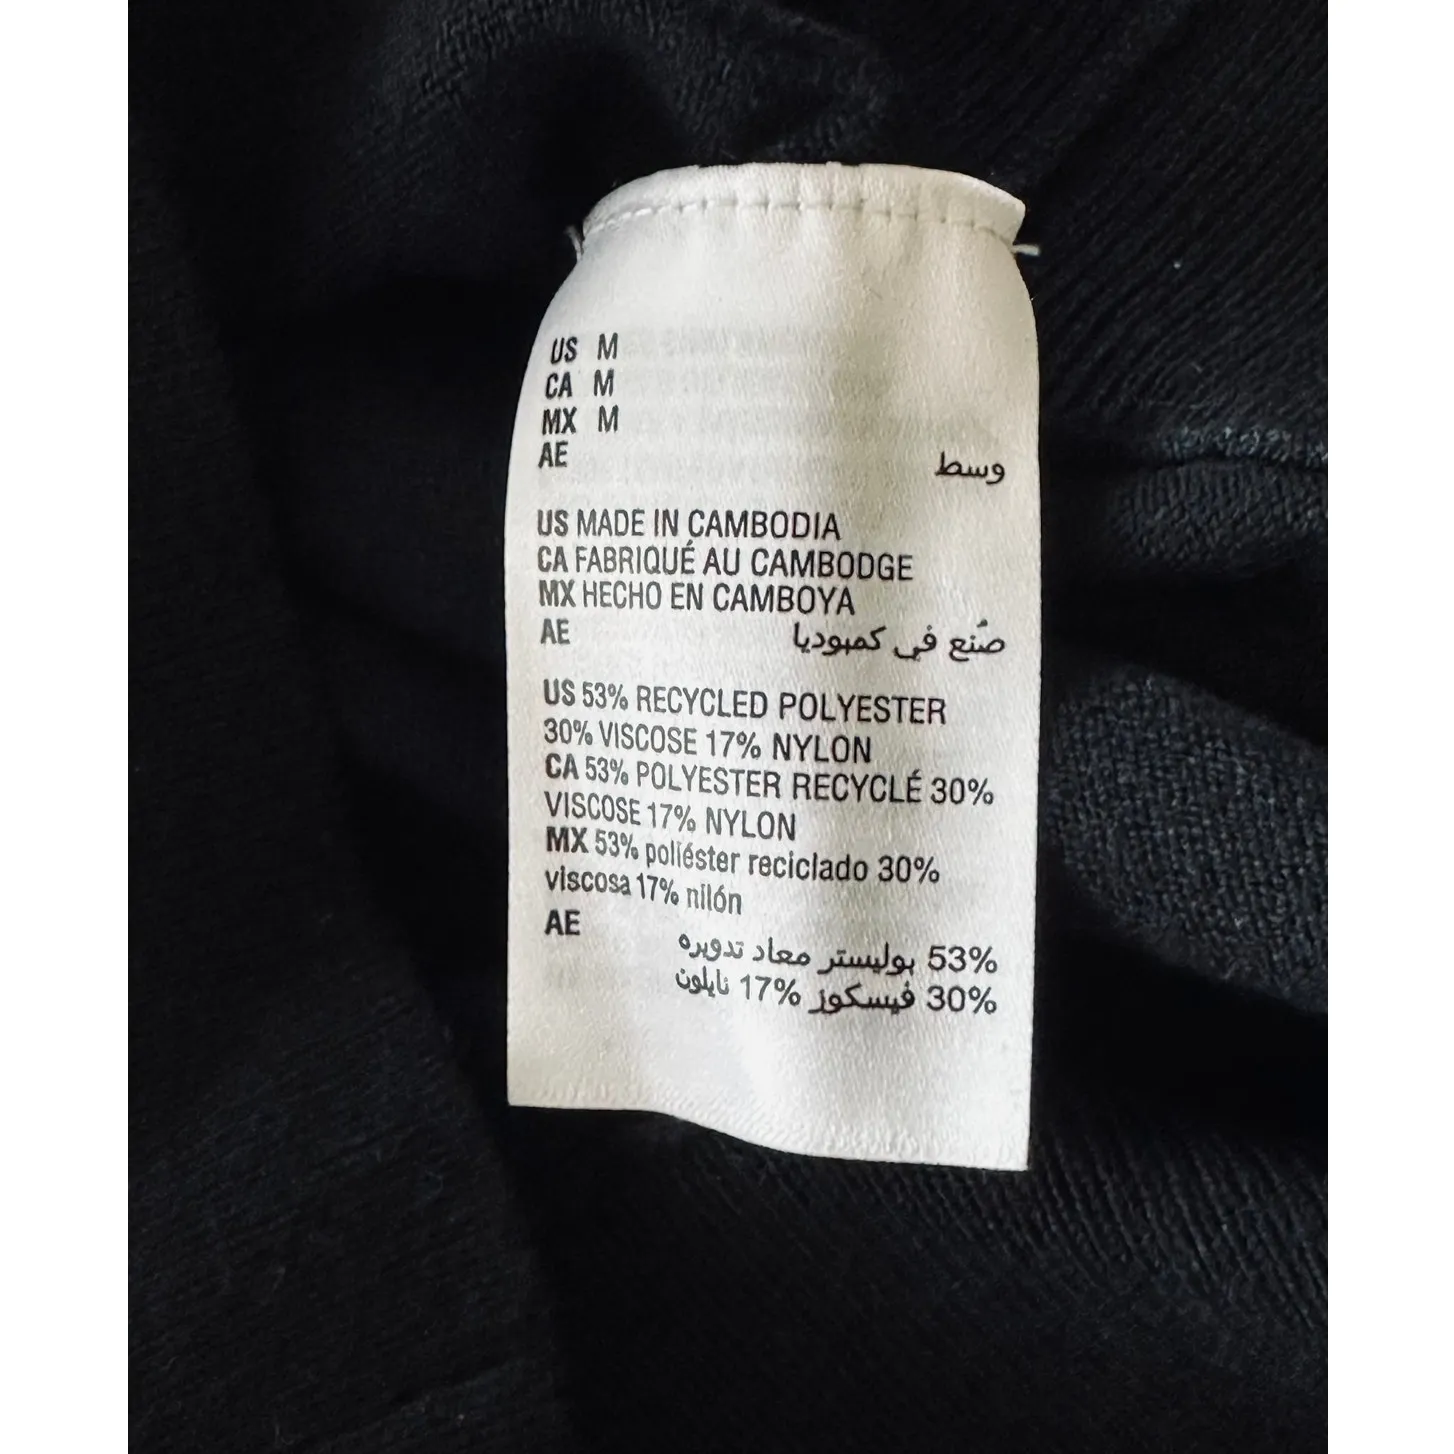 US M
CA M
MX M
AE وسط
US MADE IN CAMBODIA
CA FABRIQUÉ AU CAMBODGE
MX HECHO EN CAMBOYA
AE صُنع في كمبوديا
US 53% RECYCLED POLYESTER
30% VISCOSE 17% NYLON
CA 53% POLYESTER RECYCLÉ 30%
VISCOSE 17% NYLON
MX 53% poliéster reciclado 30%
viscosa 17% nilón
AE
53% بوليستر معاد تدويره
30% فيسكوز 17% نايلون